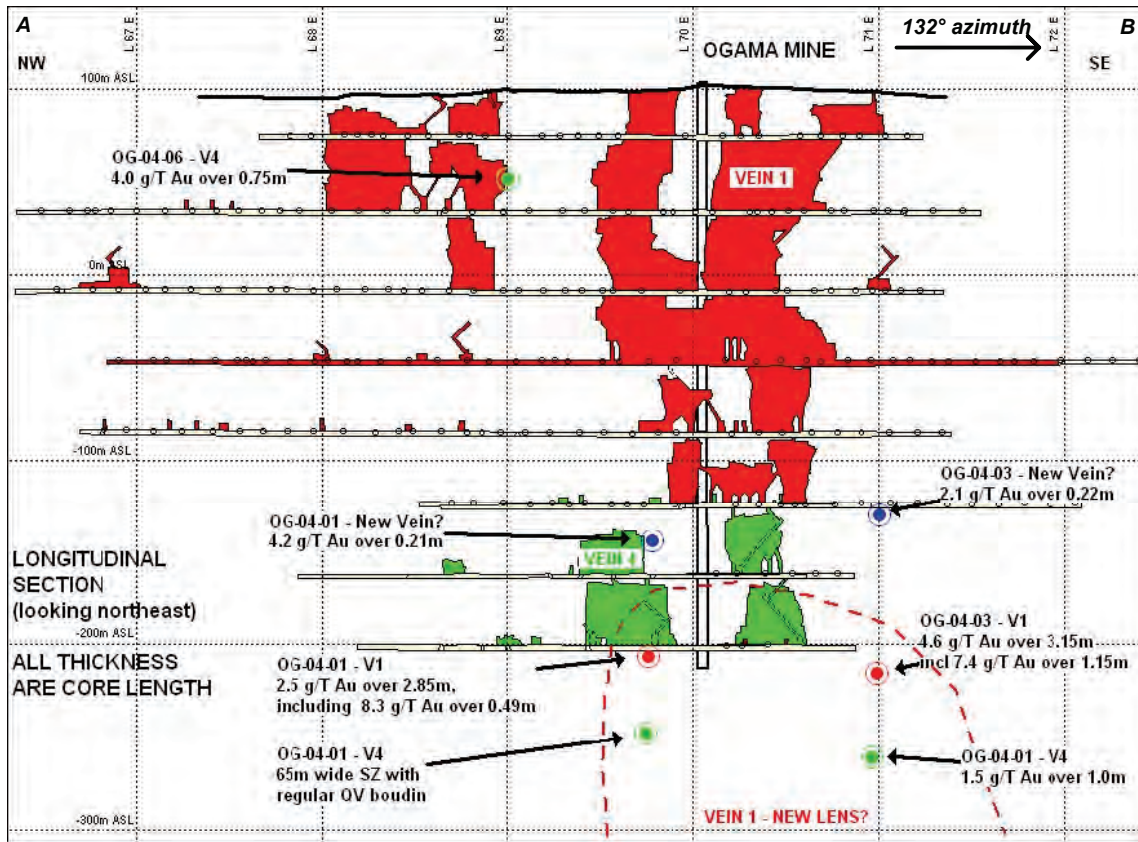 A
132° azimuth
B
L 67 E
L 68 E
L 69 E
L 70 E
L 71 E
L 72 E
NW
OGAMA MINE
SE
100m ASL
OG-04-06 - V4
4.0 g/T Au over 0.75m
VEIN 1
0m ASL
-100m ASL
OG-04-03 - New Vein?
2.1 g/T Au over 0.22m
OG-04-01 - New Vein?
4.2 g/T Au over 0.21m
VEIN 4
LONGITUDINAL
SECTION
(looking northeast)
-200m ASL
ALL THICKNESS
ARE CORE LENGTH
OG-04-01 - V1
2.5 g/T Au over 2.85m,
including 8.3 g/T Au over 0.49m
OG-04-03 - V1
4.6 g/T Au over 3.15m
incl 7.4 g/T Au over 1.15m
OG-04-01 - V4
65m wide SZ with
regular QV boudin
OG-04-01 - V4
1.5 g/T Au over 1.0m
VEIN 1 - NEW LENS?
-300m ASL